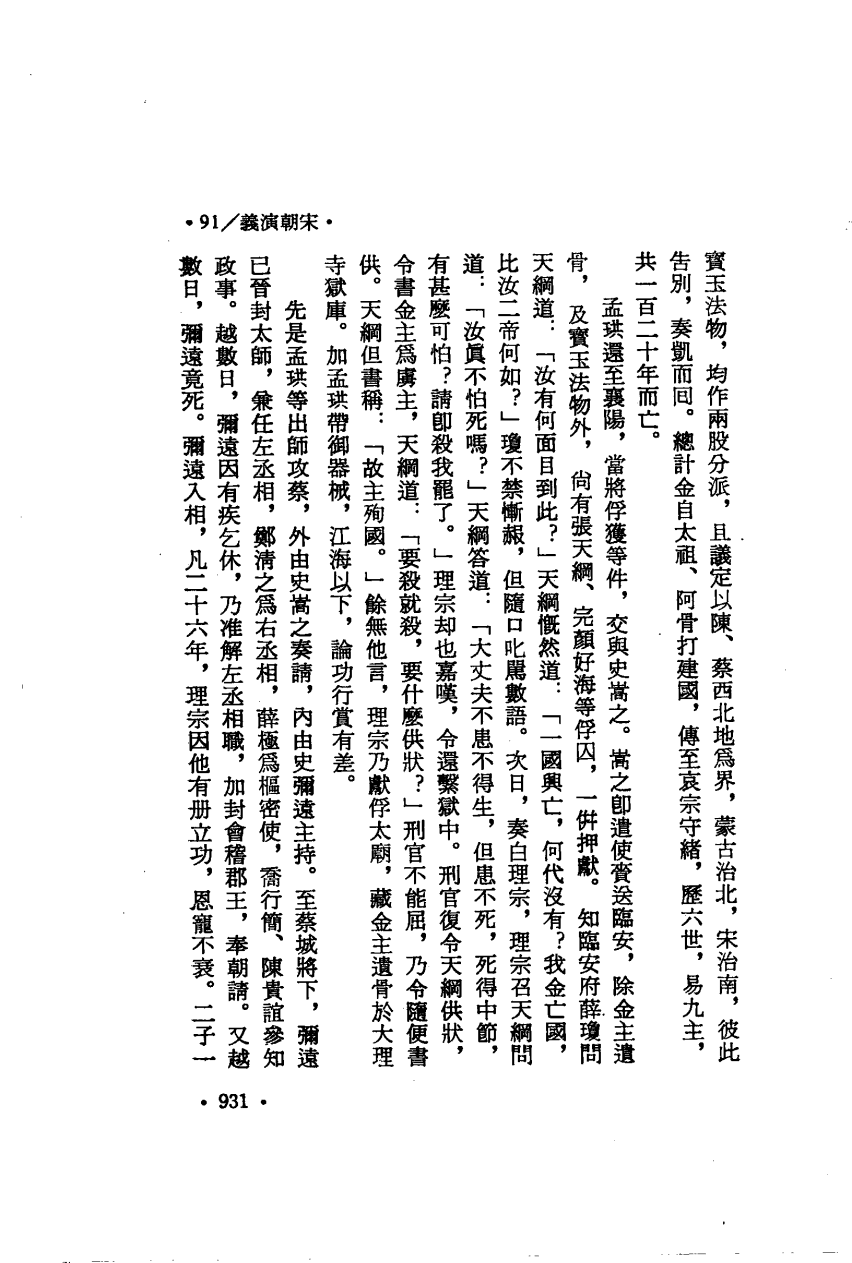 •91／義演朝宋•
寶玉法物，均作兩股分派，且議定以陳、蔡西北地爲界，蒙古治北，宋治南，彼此
告別，奏凱而回。總計金自太祖、阿骨打建國，傳至哀宗守緒，歷六世，易九主，
共一百二十年而亡。
孟珙還至襄陽，當將俘獲等件，交與史嵩之。嵩之卽遣使賫送臨安，除金主遺
骨，及寶玉法物外，尙有張天綱、完顏好海等俘囚，一倂押獻。知臨安府薛瓊問
天綱道：「汝有何面目到此？」天綱慨然道：「一國興亡，何代沒有？我金亡國，
比汝二帝何如？」瓊不禁慚赧，但隨口叱駡數語。次日，奏白理宗，理宗召天綱問
道：「汝眞不怕死嗎？」天綱答道：「大丈夫不患不得生，但患不死，死得中節，
有甚麼可怕？請卽殺我罷了。」理宗却也嘉嘆，令還繫獄中。刑官復令天綱供狀，
令書金主爲虜主，天綱道：「要殺就殺，要什麼供狀？」刑官不能屈，乃令隨便書
供。天綱但書稱：「故主殉國。」餘無他言，理宗乃獻俘太廟，藏金主遺骨於大理
寺獄庫。加孟珙帶御器械，江海以下，論功行賞有差。
先是孟珙等出師攻蔡，外由史嵩之奏請，內由史彌遠主持。至蔡城將下，彌遠
已晉封太師，兼任左丞相，鄭清之爲右丞相，薛極爲樞密使，喬行簡、陳貴誼參知
政事。越數日，彌遠因有疾乞休，乃准解左丞相職，加封會稽郡王，奉朝請。又越
數日，彌遠竟死。彌遠入相，凡二十六年，理宗因他有册立功，恩寵不衰。二子一
•931•